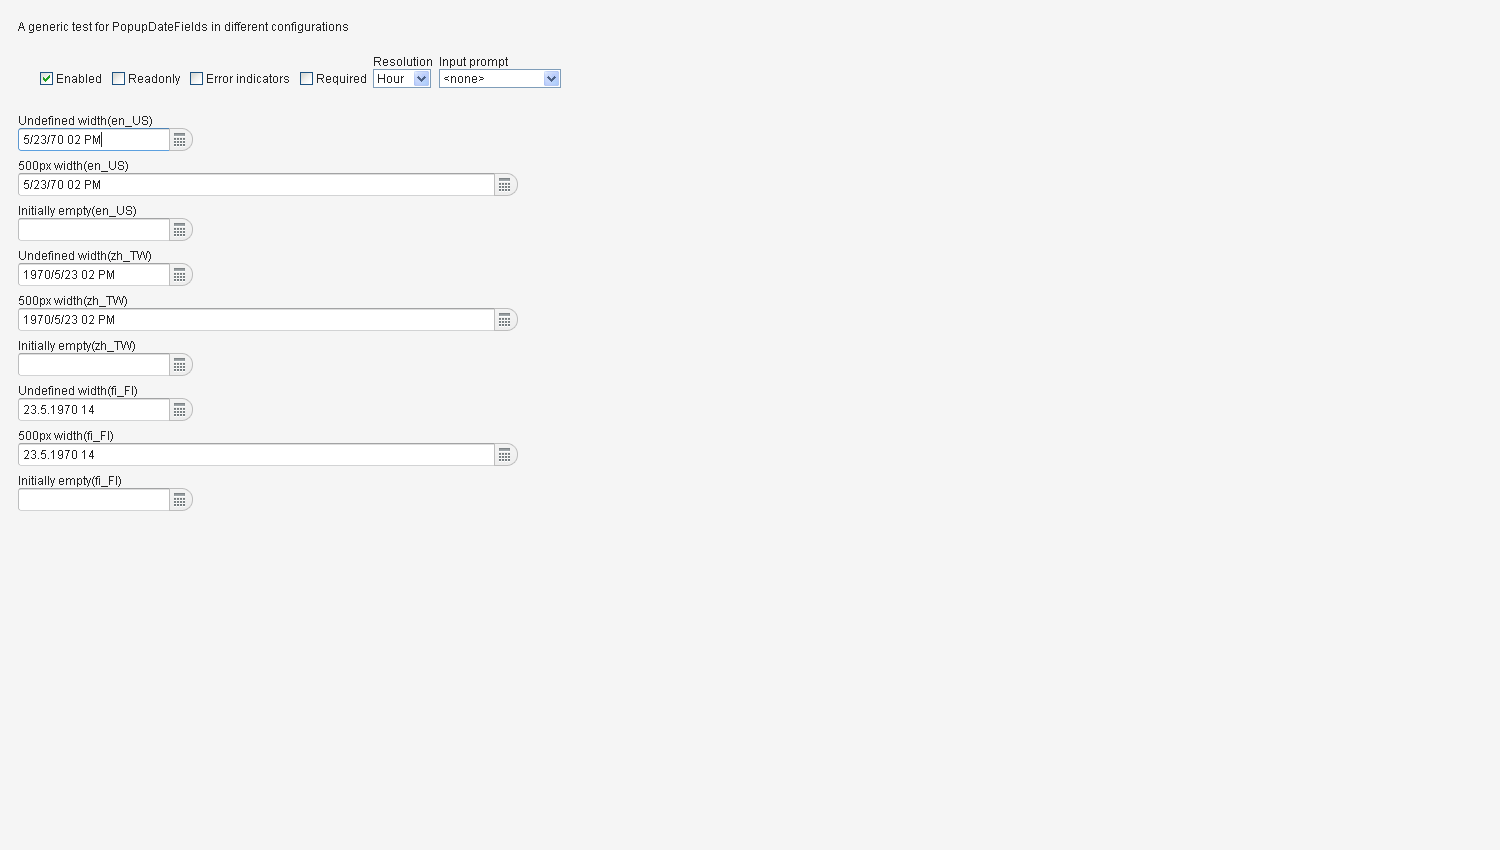 A generic test for PopupDateFields in different configurations
Resolution Input prompt
Enabled Readonly Error indicators Required Hour <none>
Undefined width(en_US)
5/23/70 02 PM
500px width(en_US)
5/23/70 02 PM
Initially empty(en_US)
Undefined width(zh_TW)
1970/5/23 02 PM
500px width(zh_TW)
1970/5/23 02 PM
Initially empty(zh_TW)
Undefined width(fi_FI)
23.5.1970 14
500px width(fi_FI)
23.5.1970 14
Initially empty(fi_FI)